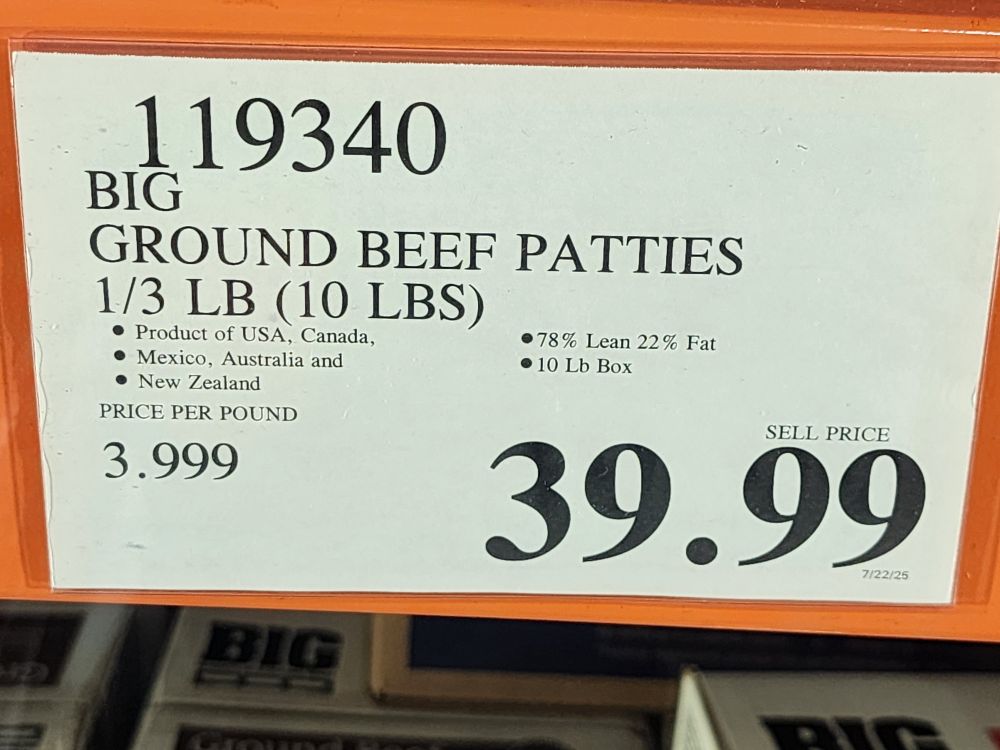 119340
BIG
GROUND BEEF PATTIES
1/3 LB (10 LBS)
• Product of USA, Canada,
• Mexico, Australia and
• New Zealand
• 78% Lean 22% Fat
• 10 Lb Box
PRICE PER POUND
3.999
SELL PRICE
39.99
7/22/25
BIG
BIG